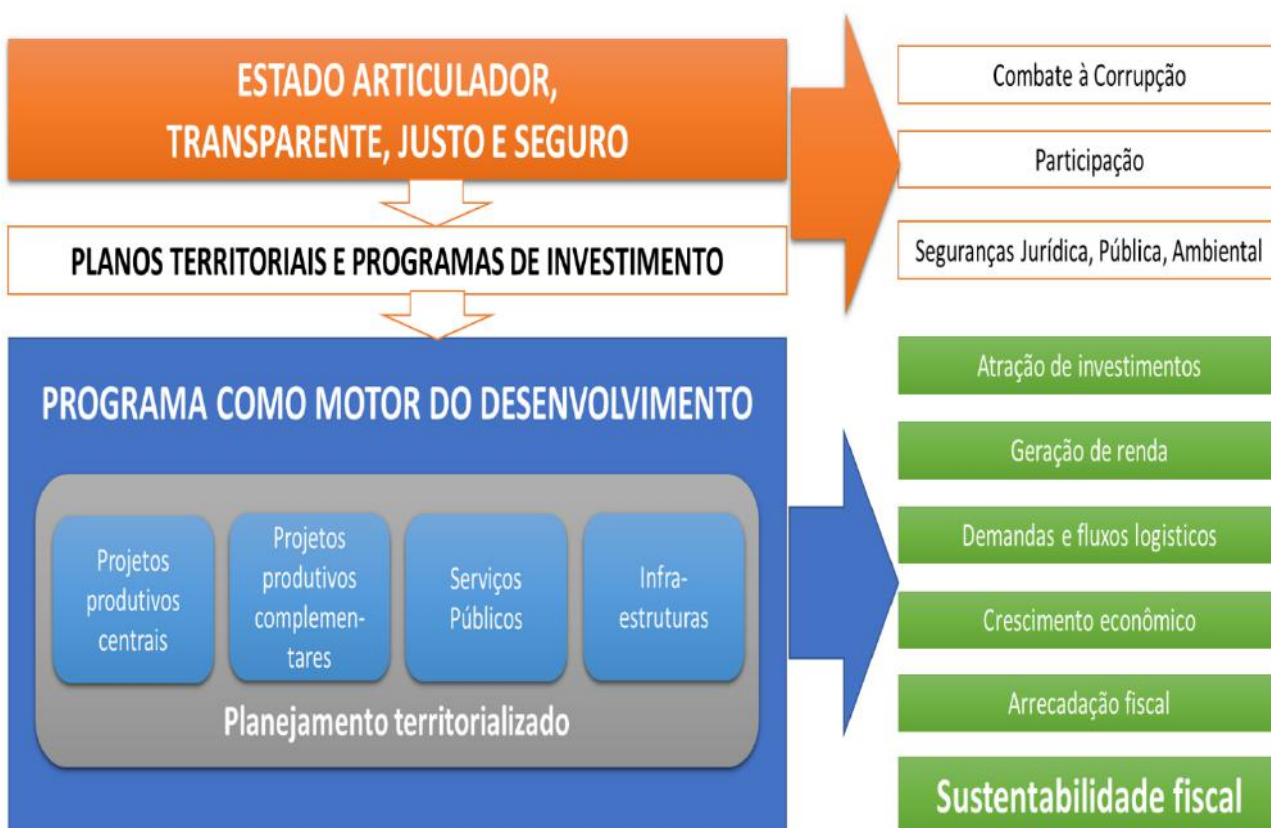 ESTADO ARTICULADOR,
TRANSPARENTE, JUSTO E SEGURO
PLANOS TERRITORIAIS E PROGRAMAS DE INVESTIMENTO
PROGRAMA COMO MOTOR DO DESENVOLVIMENTO
Projetos
produtivos
centrais
Projetos
produtivos
complemen-
tares
Serviços
Públicos
Infra-
estruturas
Planejamento territorializado
Combate à Corrupção
Participação
Seguranças Jurídica, Pública, Ambiental
Atração de investimentos
Geração de renda
Demandas e fluxos logisticos
Crescimento econômico
Arrecadação fiscal
Sustentabilidade fiscal